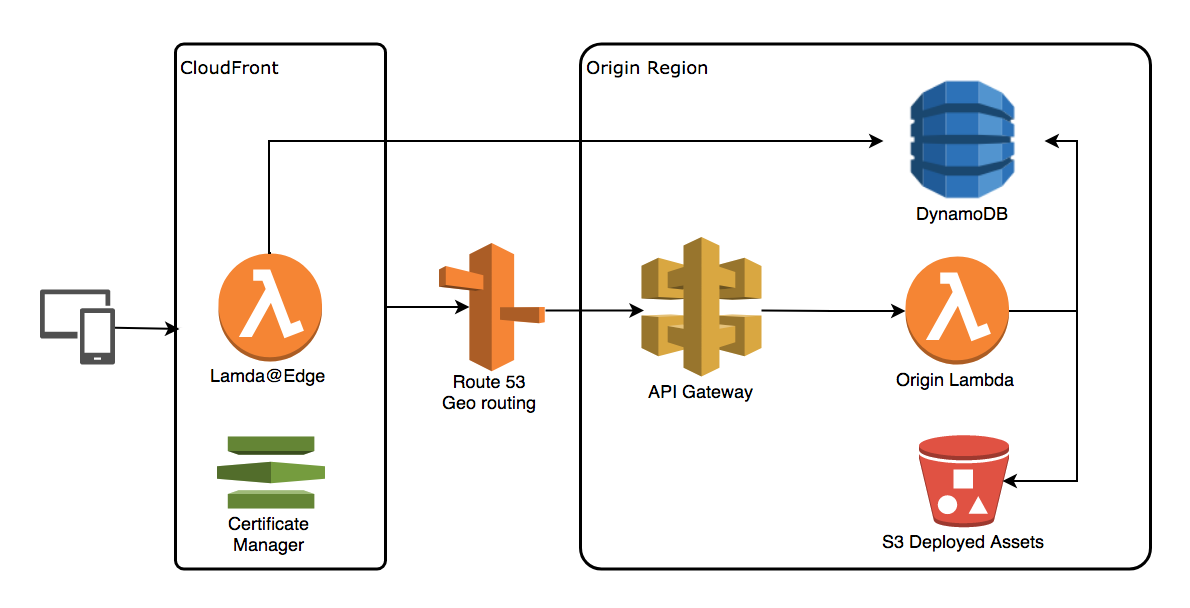 CloudFront
Origin Region
DynamoDB
Lamda@Edge
Route 53
Geo routing
API Gateway
Origin Lambda
Certificate
Manager
S3 Deployed Assets